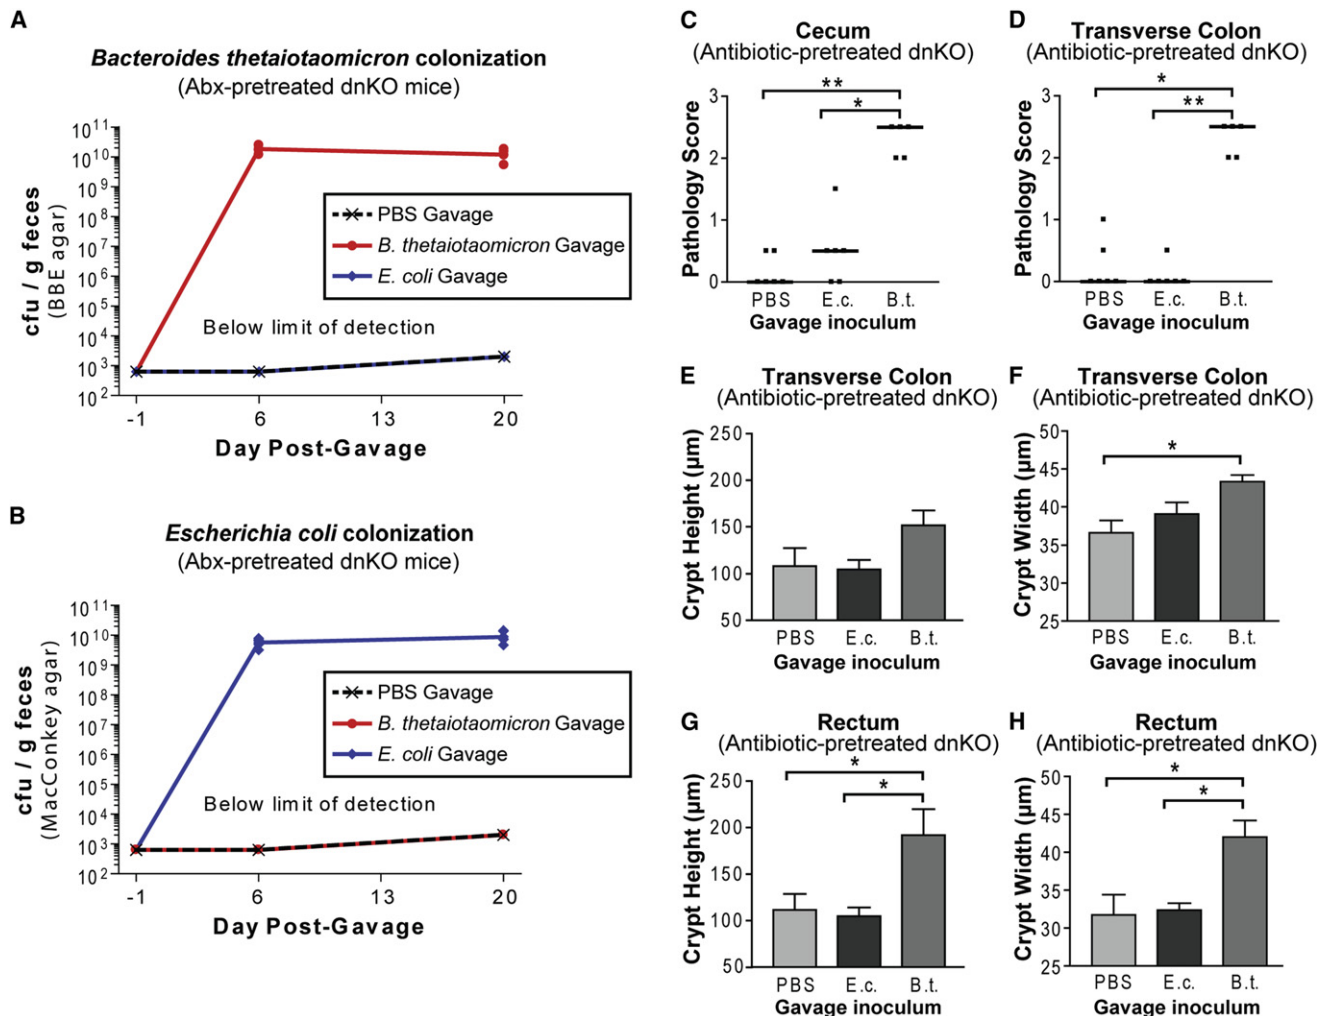 A
Bacteroides thetaiotaomicron colonization
(Abx-pretreated dnKO mice)
cfu / g feces
(BBE agar)
10^11
10^10
10^9
10^8
10^7
10^6
10^5
10^4
10^3
10^2
PBS Gavage
B. thetaiotaomicron Gavage
E. coli Gavage
Below limit of detection
-1 6 13 20
Day Post-Gavage
B
Escherichia coli colonization
(Abx-pretreated dnKO mice)
cfu / g feces
(MacConkey agar)
10^11
10^10
10^9
10^8
10^7
10^6
10^5
10^4
10^3
10^2
PBS Gavage
B. thetaiotaomicron Gavage
E. coli Gavage
Below limit of detection
-1 6 13 20
Day Post-Gavage
C
Cecum
(Antibiotic-pretreated dnKO)
Pathology Score
3
2
1
0
**
*
PBS E.c. B.t.
Gavage inoculum
D
Transverse Colon
(Antibiotic-pretreated dnKO)
Pathology Score
3
2
1
0
*
**
PBS E.c. B.t.
Gavage inoculum
E
Transverse Colon
(Antibiotic-pretreated dnKO)
Crypt Height (µm)
250
200
150
100
50
PBS E.c. B.t.
Gavage inoculum
F
Transverse Colon
(Antibiotic-pretreated dnKO)
Crypt Width (µm)
50
45
40
35
30
25
*
PBS E.c. B.t.
Gavage inoculum
G
Rectum
(Antibiotic-pretreated dnKO)
Crypt Height (µm)
250
200
150
100
50
*
*
PBS E.c. B.t.
Gavage inoculum
H
Rectum
(Antibiotic-pretreated dnKO)
Crypt Width (µm)
50
45
40
35
30
25
*
*
PBS E.c. B.t.
Gavage inoculum